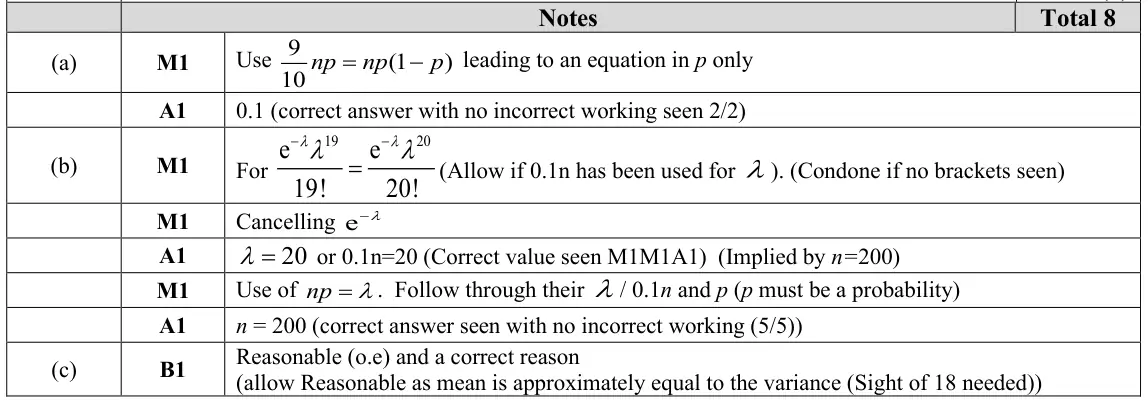 Notes Total 8
(a) M1 Use 9/10 np = np(1 − p) leading to an equation in p only
A1 0.1 (correct answer with no incorrect working seen 2/2)
(b) M1 For e^−λ λ^19 / 19! = e^−λ λ^20 / 20! (Allow if 0.1n has been used for λ ). (Condone if no brackets seen)
M1 Cancelling e^−λ
A1 λ = 20 or 0.1n=20 (Correct value seen M1M1A1) (Implied by n=200)
M1 Use of np = λ . Follow through their λ / 0.1n and p (p must be a probability)
A1 n = 200 (correct answer seen with no incorrect working (5/5))
(c) B1 Reasonable (o.e) and a correct reason
(allow Reasonable as mean is approximately equal to the variance (Sight of 18 needed))